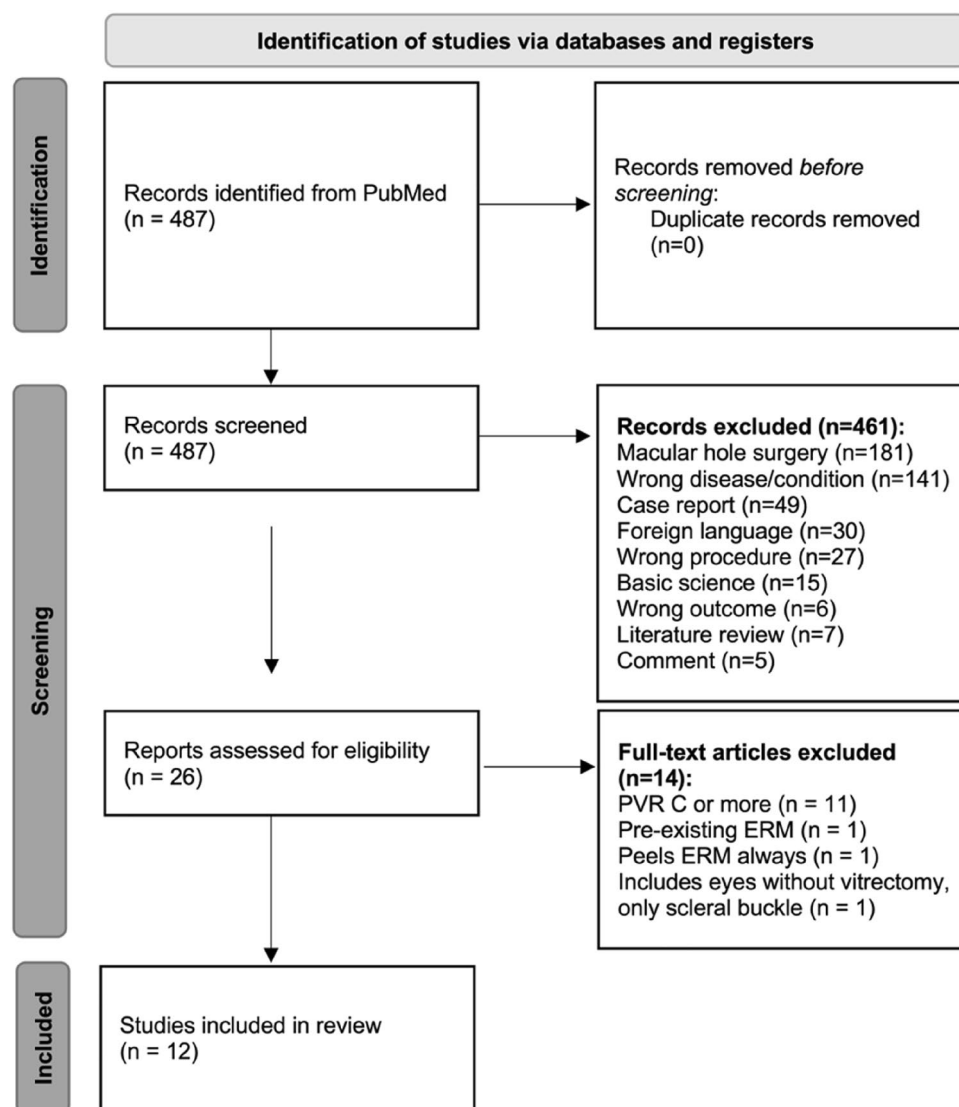 Identification of studies via databases and registers
Identification
Records identified from PubMed
(n = 487)
Records removed before
screening:
Duplicate records removed
(n=0)
Screening
Records screened
(n = 487)
Records excluded (n=461):
Macular hole surgery (n=181)
Wrong disease/condition (n=141)
Case report (n=49)
Foreign language (n=30)
Wrong procedure (n=27)
Basic science (n=15)
Wrong outcome (n=6)
Literature review (n=7)
Comment (n=5)
Reports assessed for eligibility
(n = 26)
Full-text articles excluded
(n=14):
PVR C or more (n = 11)
Pre-existing ERM (n = 1)
Peels ERM always (n = 1)
Includes eyes without vitrectomy,
only scleral buckle (n = 1)
Included
Studies included in review
(n = 12)